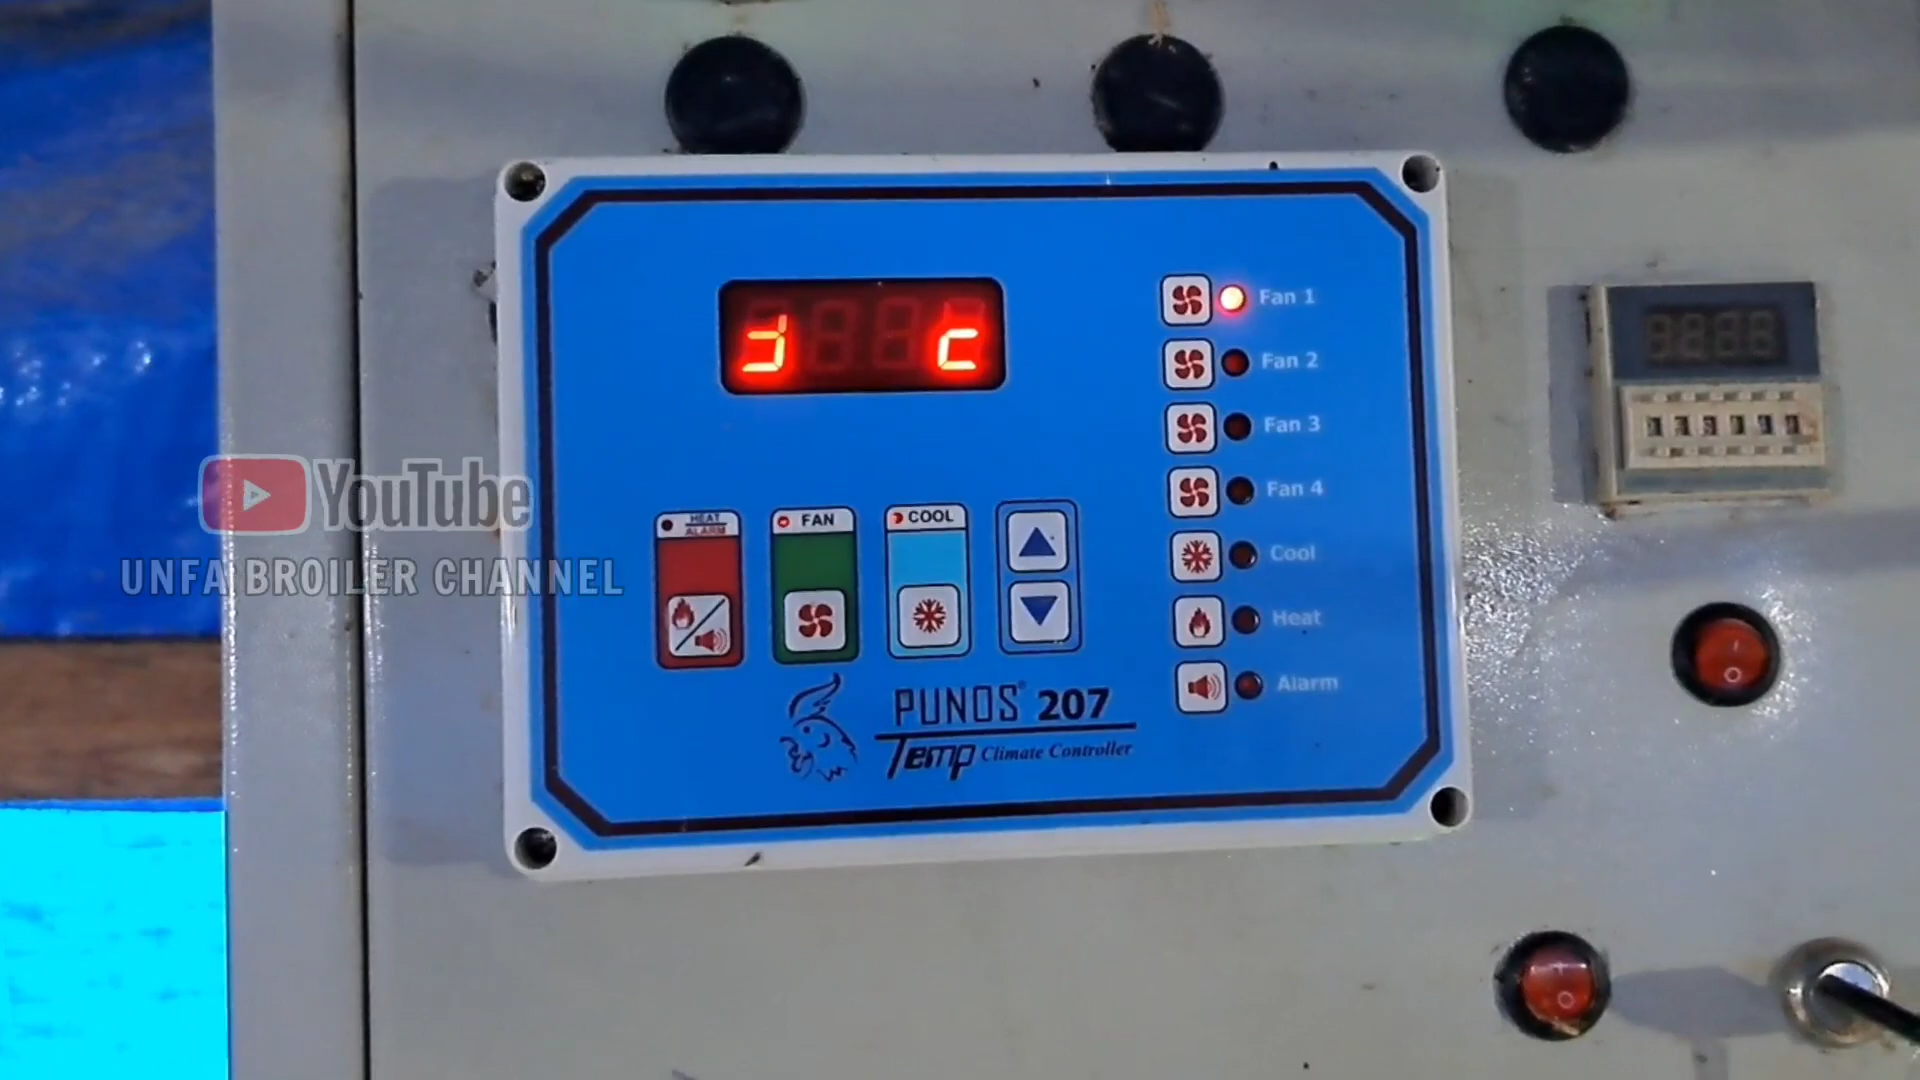 Fan 1
Fan 2
Fan 3
Fan 4
Cool
Heat
Alarm
HEAT
ALARM
FAN
COOL
PUNOS® 207
Temp Climate Controller
YouTube
UNFA BROILER CHANNEL